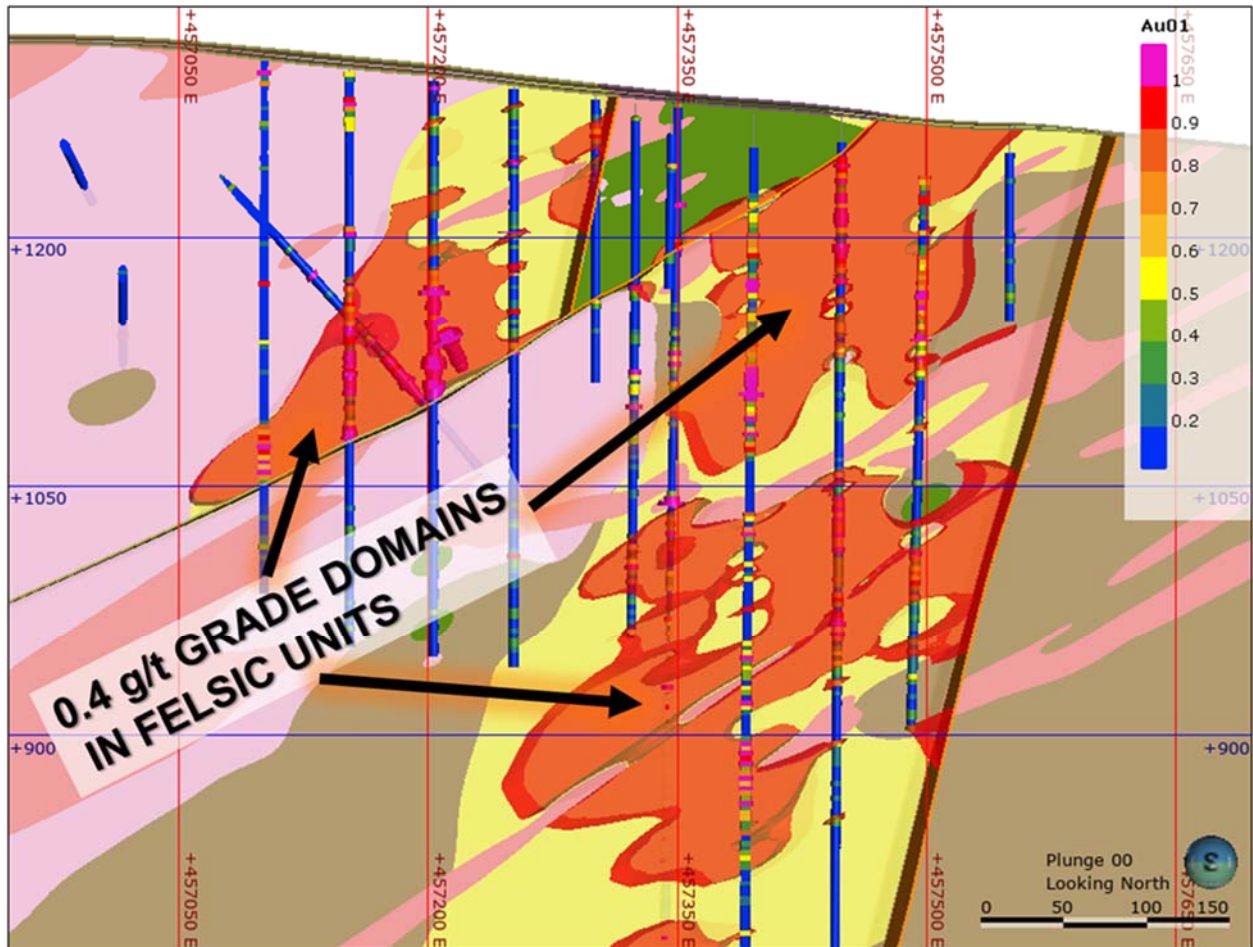 +457050 E
+457200 E
+457350 E
+457500 E
+457650 E
Au01
1
0.9
0.8
0.7
0.6
0.5
0.4
0.3
0.2
+1200
+1200
+1050
+1050
0.4 g/t GRADE DOMAINS
IN FELSIC UNITS
+900
+900
+457050 E
+457200 E
+457350 E
+457500 E
+457650 E
Plunge 00
Looking North
S
0 50 100 150